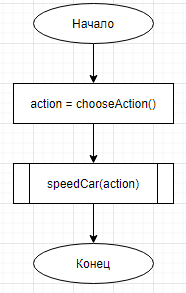 Начало
action = chooseAction()
speedCar(action)
Конец